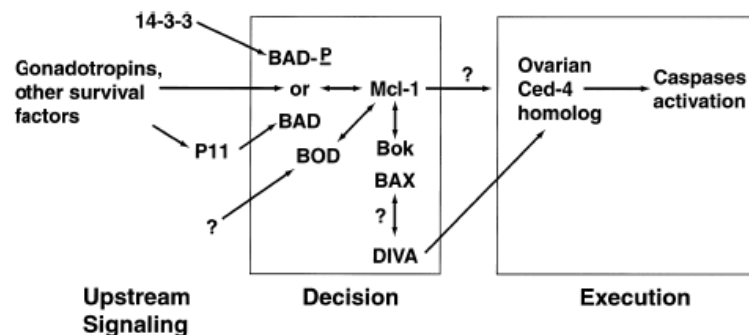 14-3-3
BAD-P
Gonadotropins,
other survival
factors
or
Mcl-1
?
Ovarian
Ced-4
homolog
Caspases
activation
BAD
P11
BOD
Bok
BAX
?
?
DIVA
Upstream
Signaling
Decision
Execution